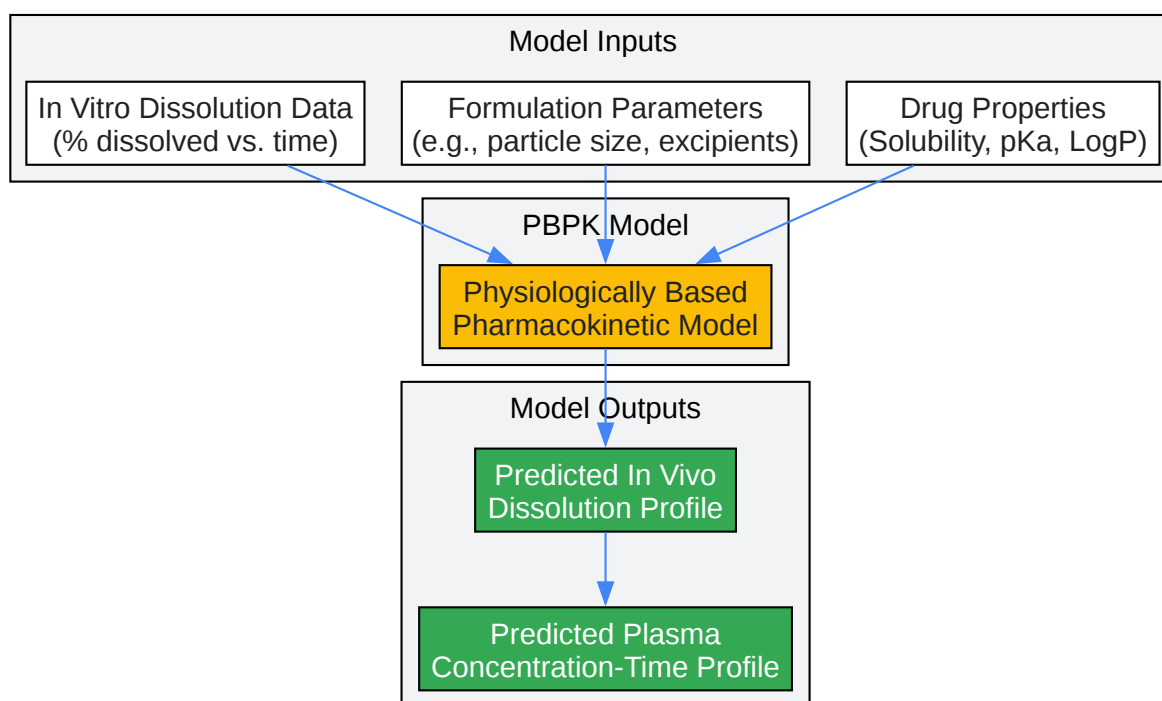 Model Inputs
In Vitro Dissolution Data
(% dissolved vs. time)
Formulation Parameters
(e.g., particle size, excipients)
Drug Properties
(Solubility, pKa, LogP)
PBPK Model
Physiologically Based
Pharmacokinetic Model
Model Outputs
Predicted In Vivo
Dissolution Profile
Predicted Plasma
Concentration-Time Profile